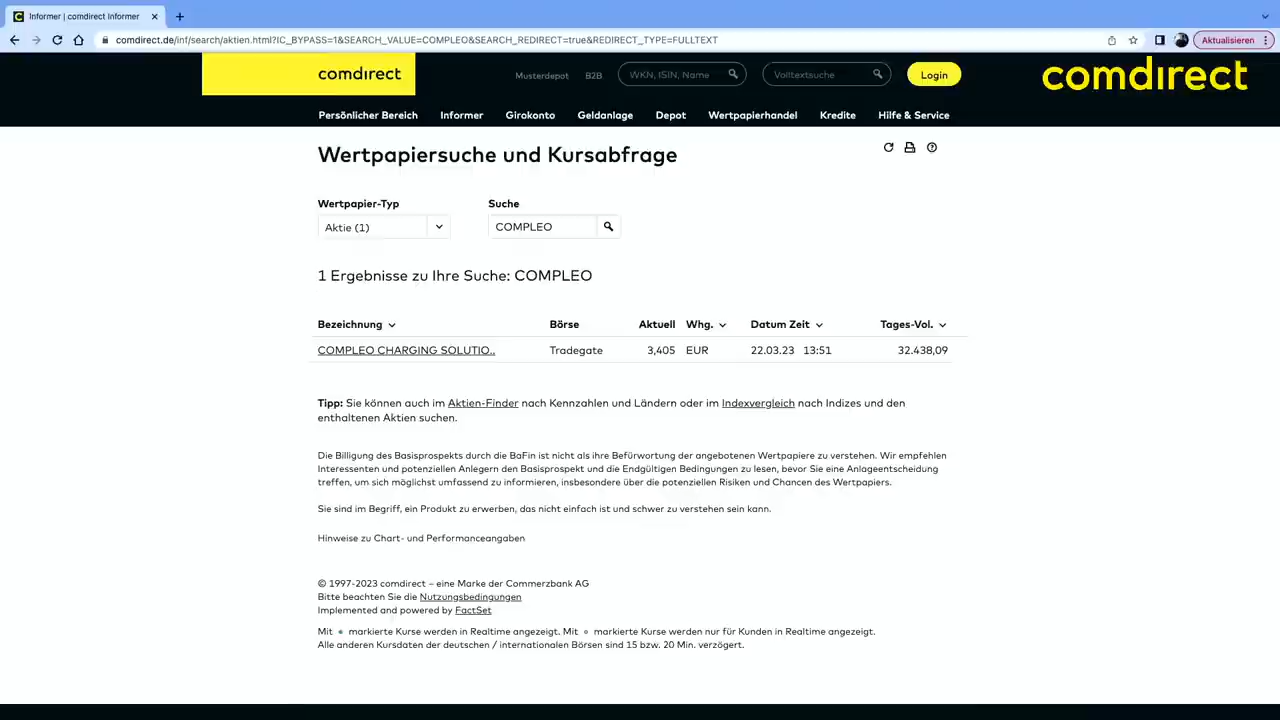 Informer | comdirect Informer
comdirect.de/inf/search/aktien.html?IC_BYPASS=1&SEARCH_VALUE=COMPLEO&SEARCH_REDIRECT=true&REDIRECT_TYPE=FULLTEXT
Aktualisieren
comdirect
Musterdepot B2B WKN, ISIN, Name Volltextsuche Login
comdirect
Persönlicher Bereich Informer Girokonto Geldanlage Depot Wertpapierhandel Kredite Hilfe & Service
Wertpapiersuche und Kursabfrage
Wertpapier-Typ Suche
Aktie (1) COMPLEO
1 Ergebnisse zu Ihre Suche: COMPLEO
Bezeichnung Börse Aktuell Whg. Datum Zeit Tages-Vol.
COMPLEO CHARGING SOLUTIO.. Tradegate 3,405 EUR 22.03.23 13:51 32.438,09
Tipp: Sie können auch im Aktien-Finder nach Kennzahlen und Ländern oder im Indexvergleich nach Indizes und den
enthaltenen Aktien suchen.
Die Billigung des Basisprospekts durch die BaFin ist nicht als ihre Befürwortung der angebotenen Wertpapiere zu verstehen. Wir empfehlen
Interessenten und potenziellen Anlegern den Basisprospekt und die Endgültigen Bedingungen zu lesen, bevor Sie eine Anlageentscheidung
treffen, um sich möglichst umfassend zu informieren, insbesondere über die potenziellen Risiken und Chancen des Wertpapiers.
Sie sind im Begriff, ein Produkt zu erwerben, das nicht einfach ist und schwer zu verstehen sein kann.
Hinweise zu Chart- und Performanceangaben
© 1997-2023 comdirect – eine Marke der Commerzbank AG
Bitte beachten Sie die Nutzungsbedingungen
Implemented and powered by FactSet
Mit markierte Kurse werden in Realtime angezeigt. Mit markierte Kurse werden nur für Kunden in Realtime angezeigt.
Alle anderen Kursdaten der deutschen / internationalen Börsen sind 15 bzw. 20 Min. verzögert.